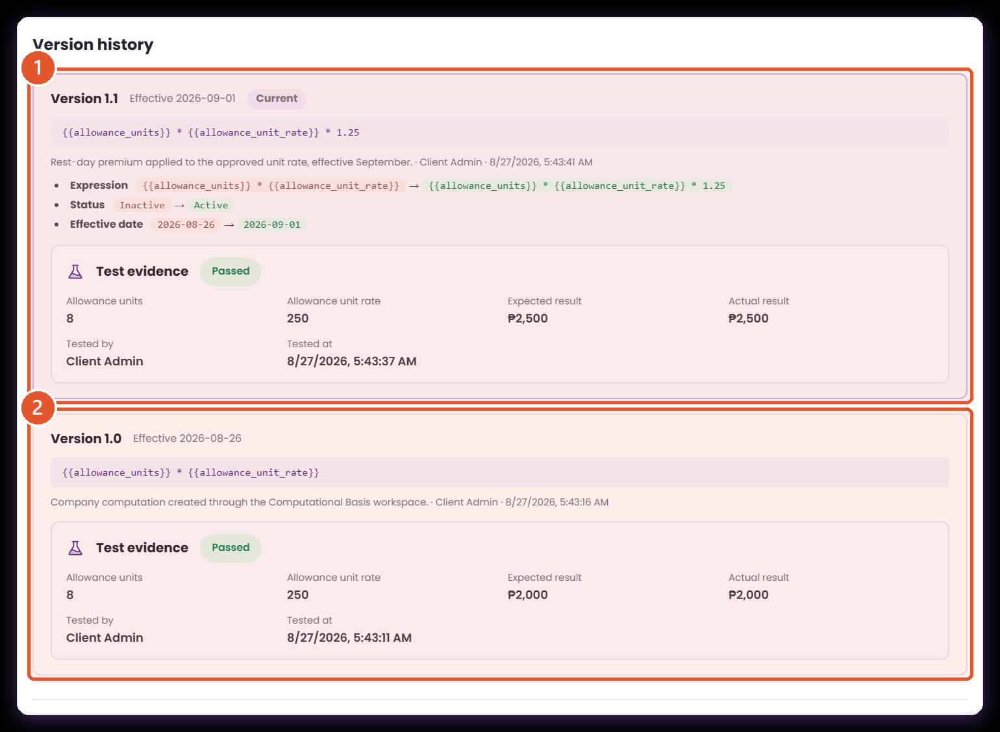 Version history
1
Version 1.1 Effective 2026-09-01 Current
{{allowance_units}} * {{allowance_unit_rate}} * 1.25
Rest-day premium applied to the approved unit rate, effective September. · Client Admin · 8/27/2026, 5:43:41 AM
• Expression {{allowance_units}} * {{allowance_unit_rate}} → {{allowance_units}} * {{allowance_unit_rate}} * 1.25
• Status Inactive → Active
• Effective date 2026-08-26 → 2026-09-01
Test evidence Passed
Allowance units Allowance unit rate Expected result Actual result
8 250 ₱2,500 ₱2,500
Tested by Tested at
Client Admin 8/27/2026, 5:43:37 AM
2
Version 1.0 Effective 2026-08-26
{{allowance_units}} * {{allowance_unit_rate}}
Company computation created through the Computational Basis workspace. · Client Admin · 8/27/2026, 5:43:16 AM
Test evidence Passed
Allowance units Allowance unit rate Expected result Actual result
8 250 ₱2,000 ₱2,000
Tested by Tested at
Client Admin 8/27/2026, 5:43:11 AM